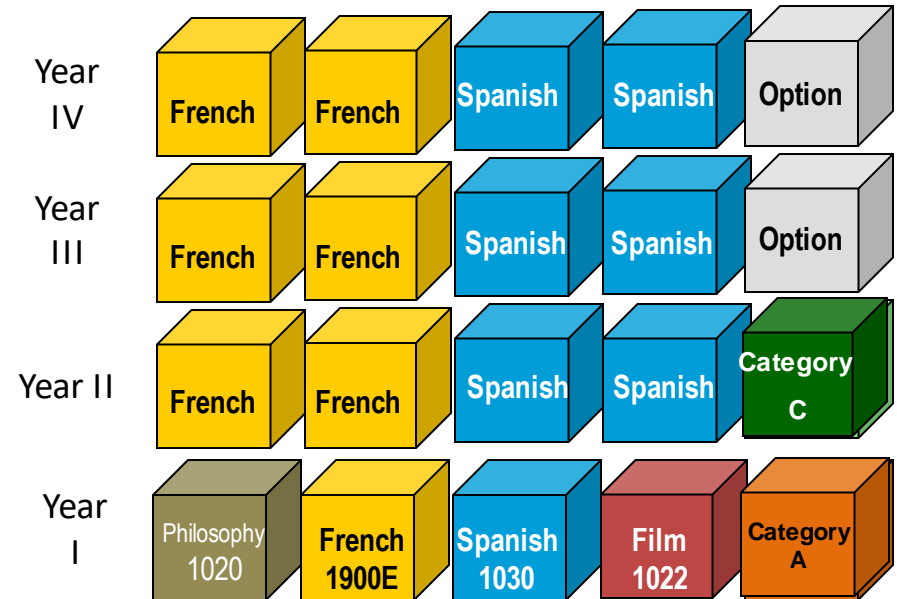 Year
IV
French
French
Spanish
Spanish
Option
Year
III
French
French
Spanish
Spanish
Option
Year II
French
French
Spanish
Spanish
Category
C
Year
I
Philosophy
1020
French
1900E
Spanish
1030
Film
1022
Category
A